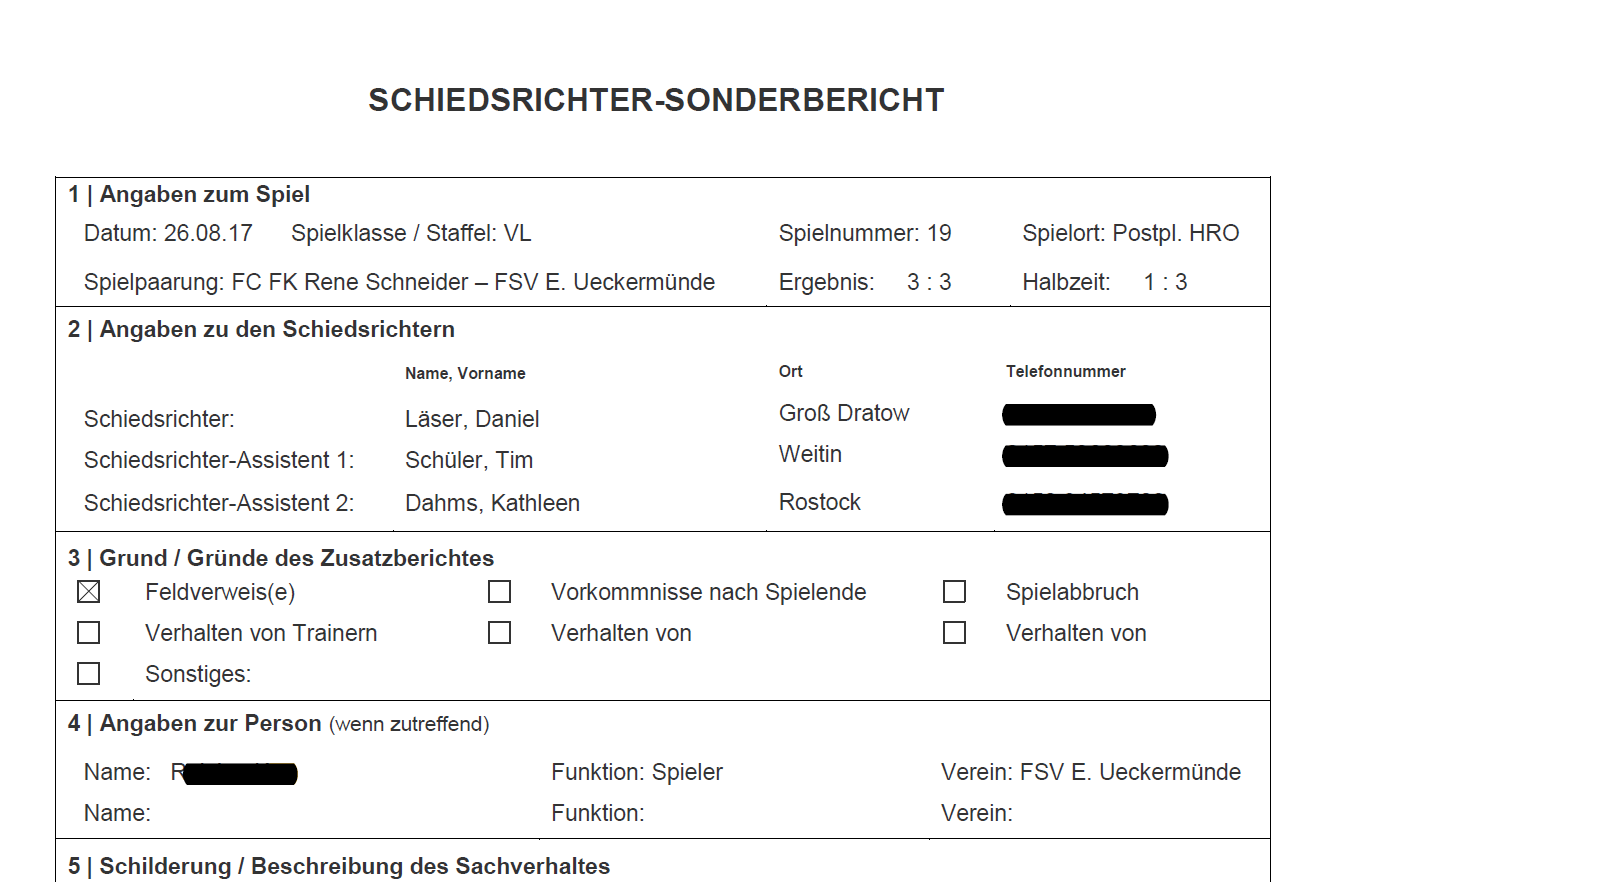 SCHIEDSRICHTER-SONDERBERICHT
1 | Angaben zum Spiel
Datum: 26.08.17 Spielklasse / Staffel: VL Spielnummer: 19 Spielort: Postpl. HRO
Spielpaarung: FC FK Rene Schneider – FSV E. Ueckermünde Ergebnis: 3 : 3 Halbzeit: 1 : 3
2 | Angaben zu den Schiedsrichtern
Name, Vorname Ort Telefonnummer
Schiedsrichter: Läser, Daniel Groß Dratow
Schiedsrichter-Assistent 1: Schüler, Tim Weitin
Schiedsrichter-Assistent 2: Dahms, Kathleen Rostock
3 | Grund / Gründe des Zusatzberichtes
Feldverweis(e) Vorkommnisse nach Spielende Spielabbruch
Verhalten von Trainern Verhalten von Verhalten von
Sonstiges:
4 | Angaben zur Person (wenn zutreffend)
Name: Funktion: Spieler Verein: FSV E. Ueckermünde
Name: Funktion: Verein:
5 | Schilderung / Beschreibung des Sachverhaltes